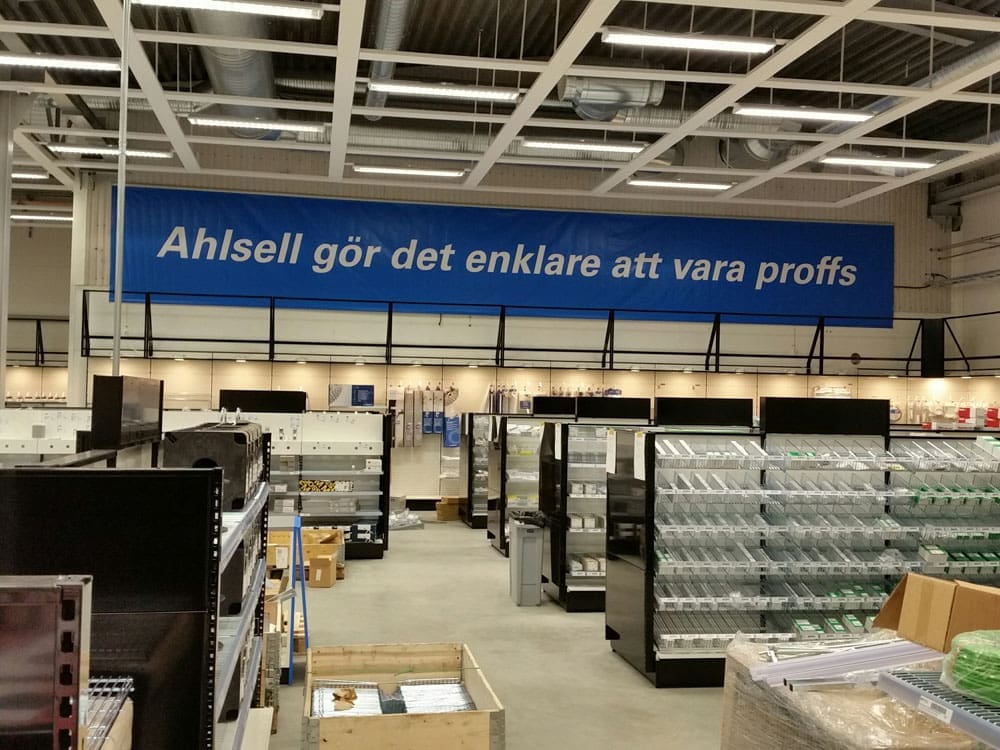 Ahlsell gör det enklare att vara proffs